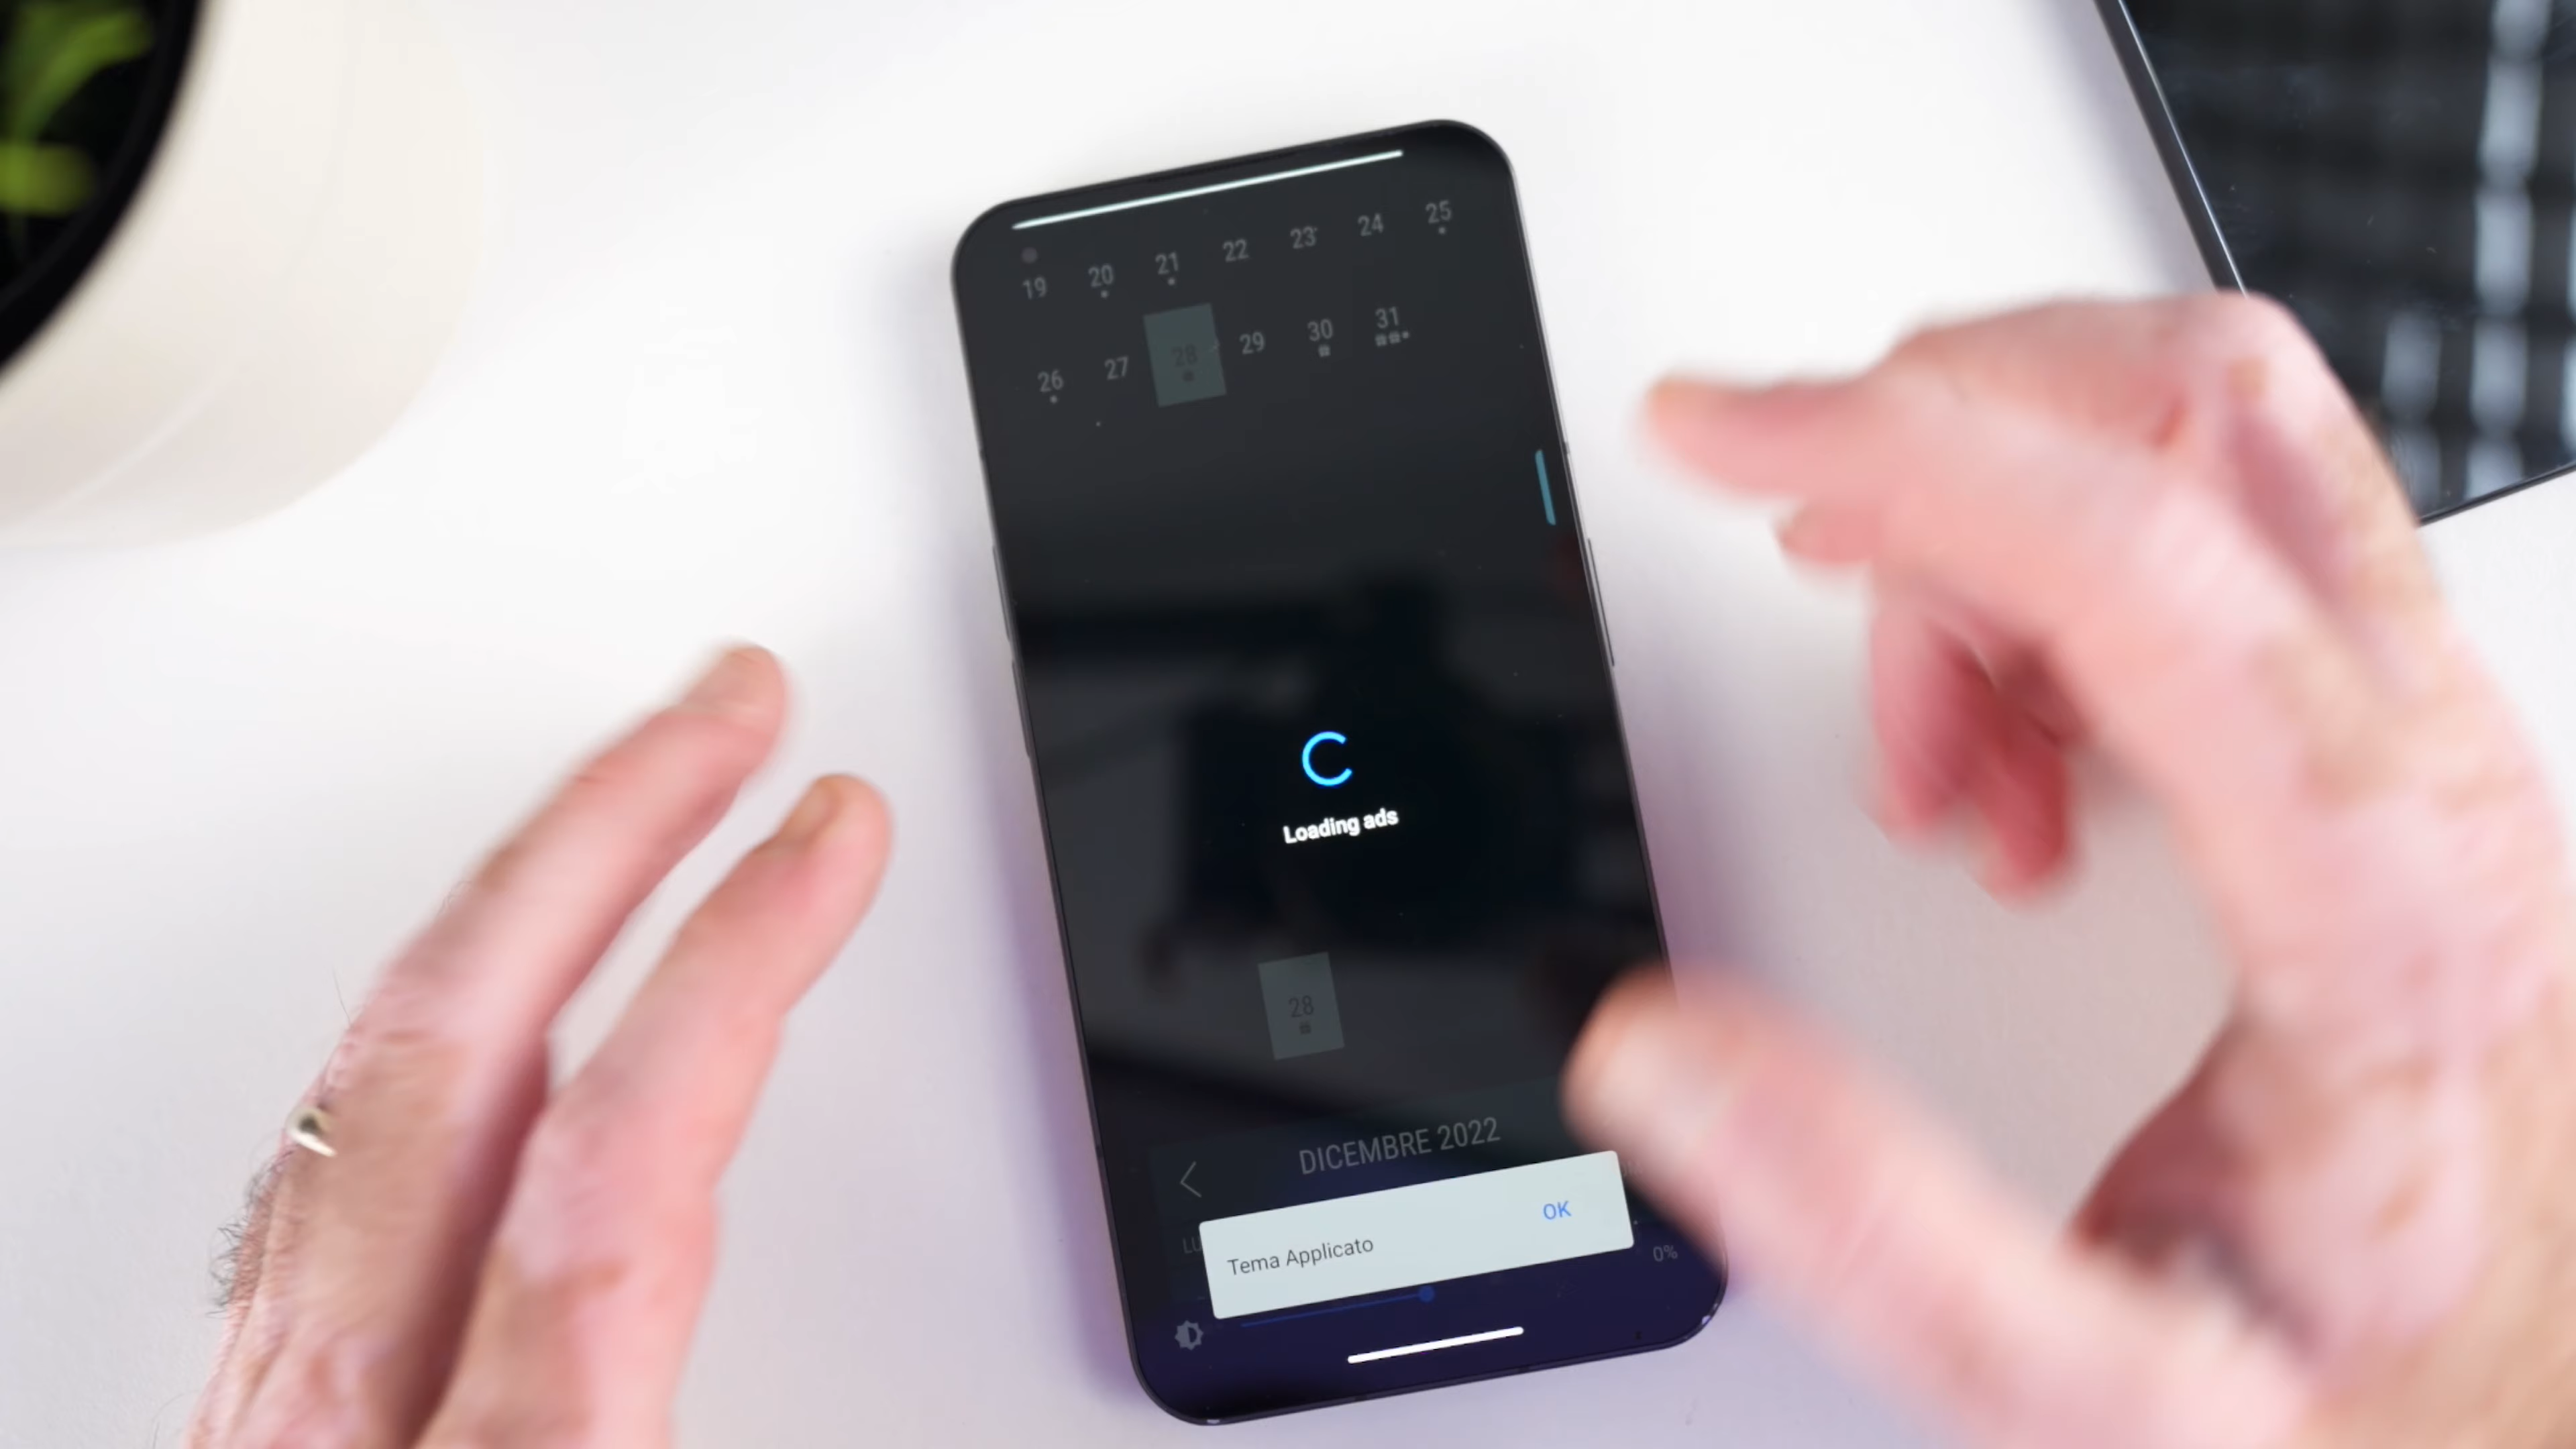 19 20 21 22 23 24 25
26 27 28 29 30 31
Loading ads
28
DICEMBRE 2022
LU
Tema Applicato
OK
0%